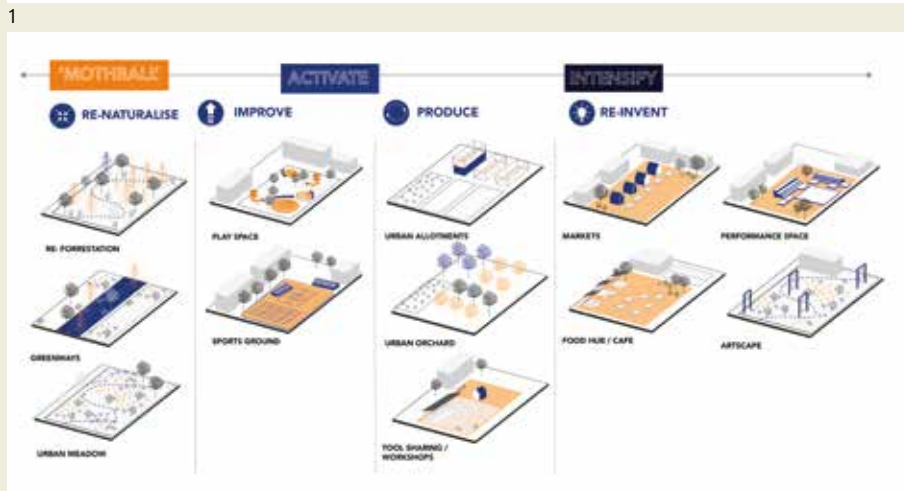 1
'MOTHBALL'
ACTIVATE
INTENSIFY
RE-NATURALISE
IMPROVE
PRODUCE
RE-INVENT
RE- FORRESTATION
PLAY SPACE
URBAN ALLOTMENTS
MARKETS
PERFORMANCE SPACE
GREENWAYS
SPORTS GROUND
URBAN ORCHARD
FOOD HUB / CAFE
ARTSCAPE
URBAN MEADOW
TOOL SHARING /
WORKSHOPS